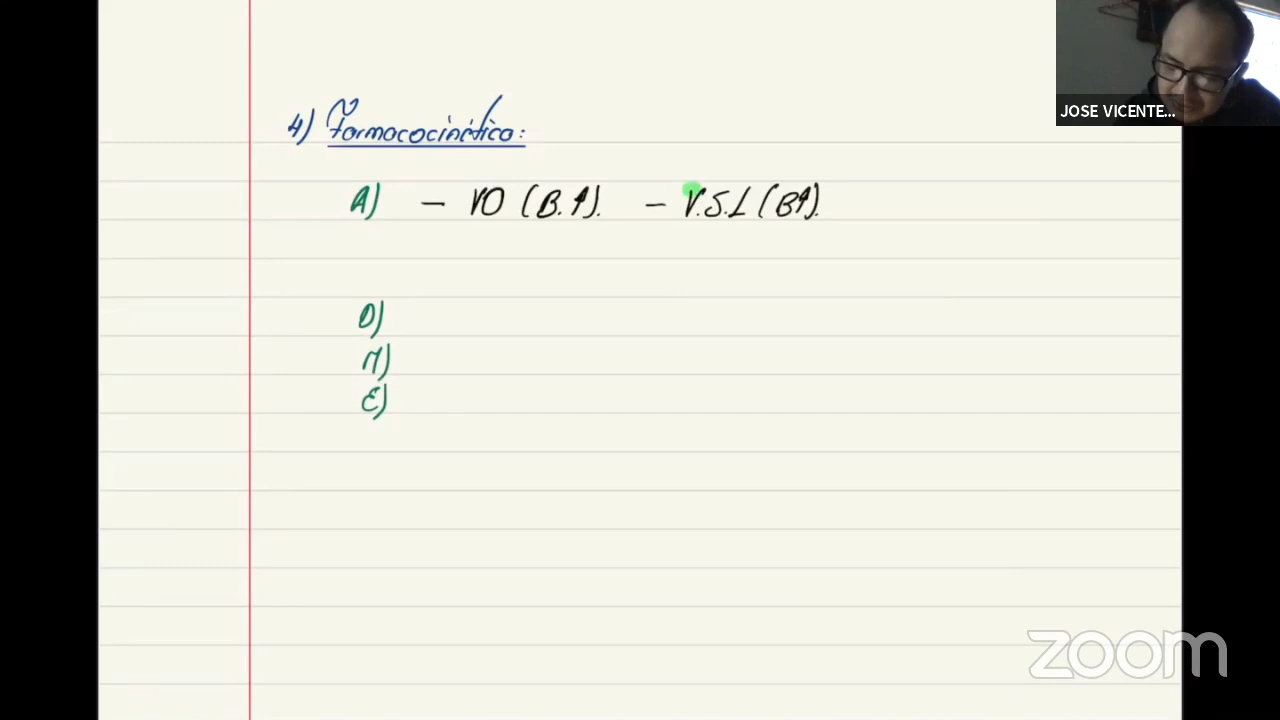 JOSE VICENTE...
4) Farmacocinética:
A) – VO (B.A). – V.S.L (BA).
D)
M)
E)
zoom